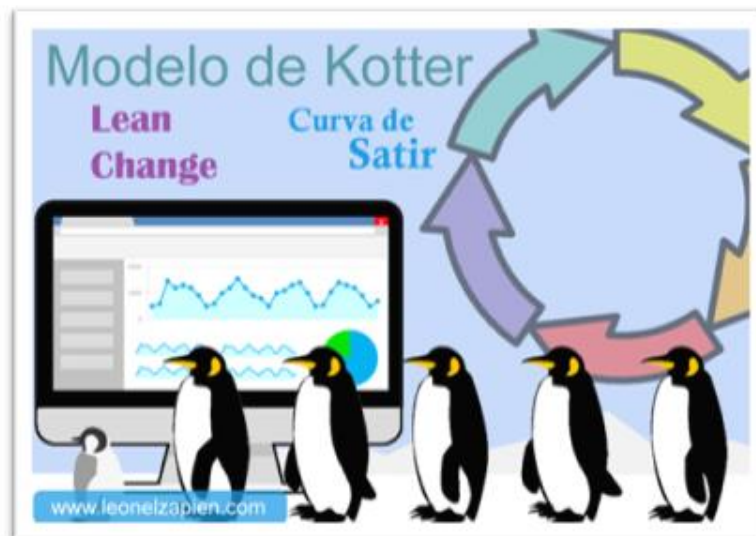 Modelo de Kotter
Lean
Change
Curva de
Satir
www.leonelzapien.com